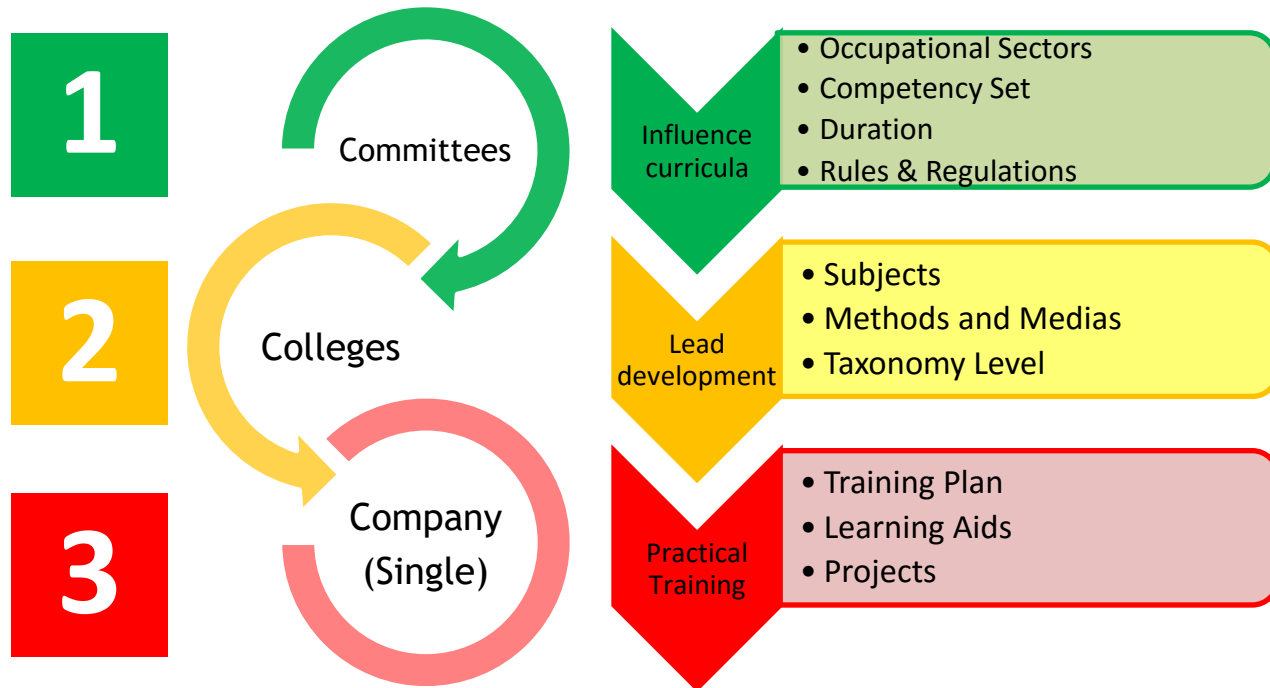 1
Committees
Influence
curricula
• Occupational Sectors
• Competency Set
• Duration
• Rules & Regulations
2
Colleges
Lead
development
• Subjects
• Methods and Medias
• Taxonomy Level
3
Company
(Single)
Practical
Training
• Training Plan
• Learning Aids
• Projects